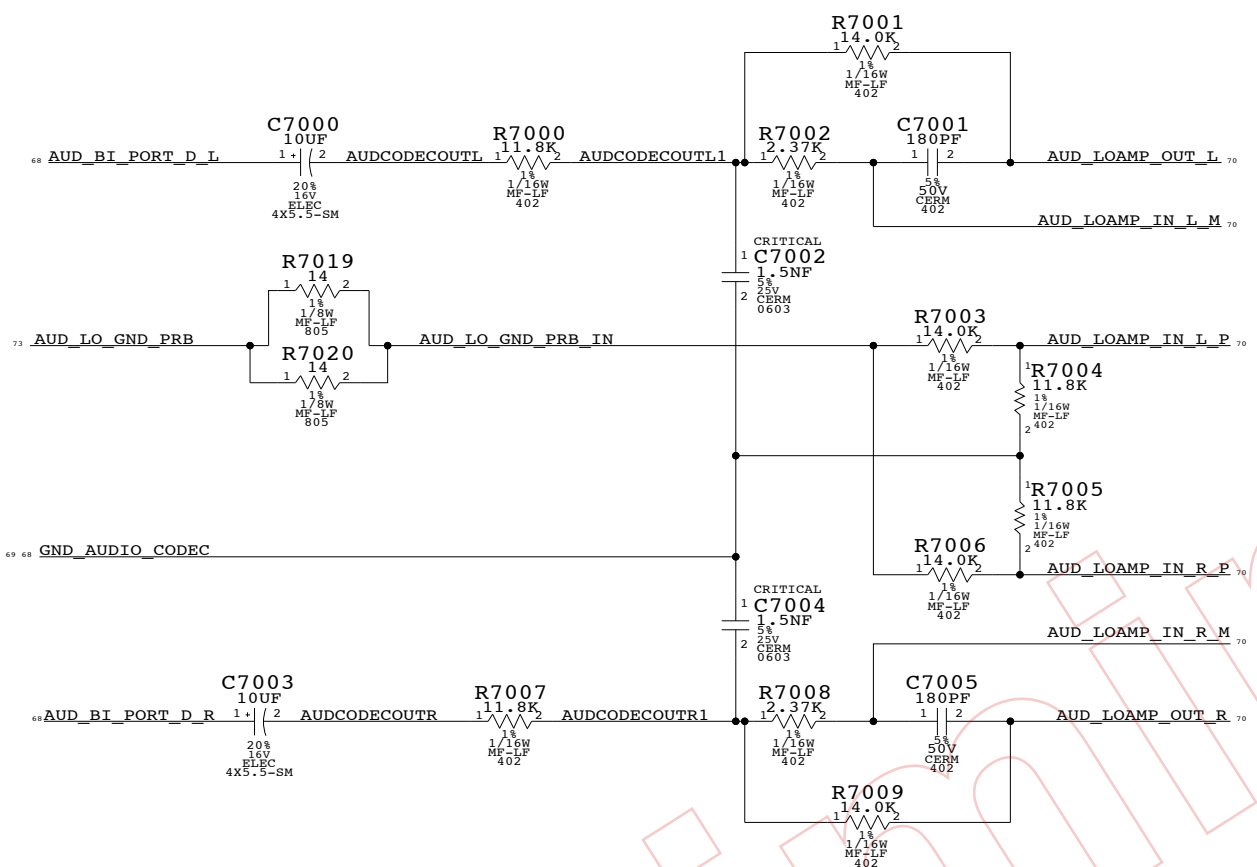 R7001
14.0K
1 2
1%
1/16W
MF-LF
402
C7000
10UF
1 + 2
20%
16V
ELEC
4X5.5-SM
R7000
11.8K
1 2
1%
1/16W
MF-LF
402
R7002
2.37K
1 2
1%
1/16W
MF-LF
402
C7001
180PF
1 2
5%
50V
CERM
402
68 AUD_BI_PORT_D_L
AUDCODECOUTL
AUDCODECOUTL1
AUD_LOAMP_OUT_L 70
AUD_LOAMP_IN_L_M 70
CRITICAL
1 C7002
1.5NF
5%
25V
2 CERM
0603
R7019
14
1 2
1%
1/8W
MF-LF
805
73 AUD_LO_GND_PRB
AUD_LO_GND_PRB_IN
R7020
14
1 2
1%
1/8W
MF-LF
805
R7003
14.0K
1 2
1%
1/16W
MF-LF
402
AUD_LOAMP_IN_L_P 70
1 R7004
11.8K
1%
1/16W
MF-LF
2 402
1 R7005
11.8K
1%
1/16W
MF-LF
2 402
69 68 GND_AUDIO_CODEC
R7006
14.0K
1 2
1%
1/16W
MF-LF
402
AUD_LOAMP_IN_R_P 70
CRITICAL
1 C7004
1.5NF
5%
25V
2 CERM
0603
AUD_LOAMP_IN_R_M 70
C7003
10UF
1 + 2
20%
16V
ELEC
4X5.5-SM
R7007
11.8K
1 2
1%
1/16W
MF-LF
402
R7008
2.37K
1 2
1%
1/16W
MF-LF
402
C7005
180PF
1 2
5%
50V
CERM
402
68 AUD_BI_PORT_D_R
AUDCODECOUTR
AUDCODECOUTR1
AUD_LOAMP_OUT_R 70
R7009
14.0K
1 2
1%
1/16W
MF-LF
402